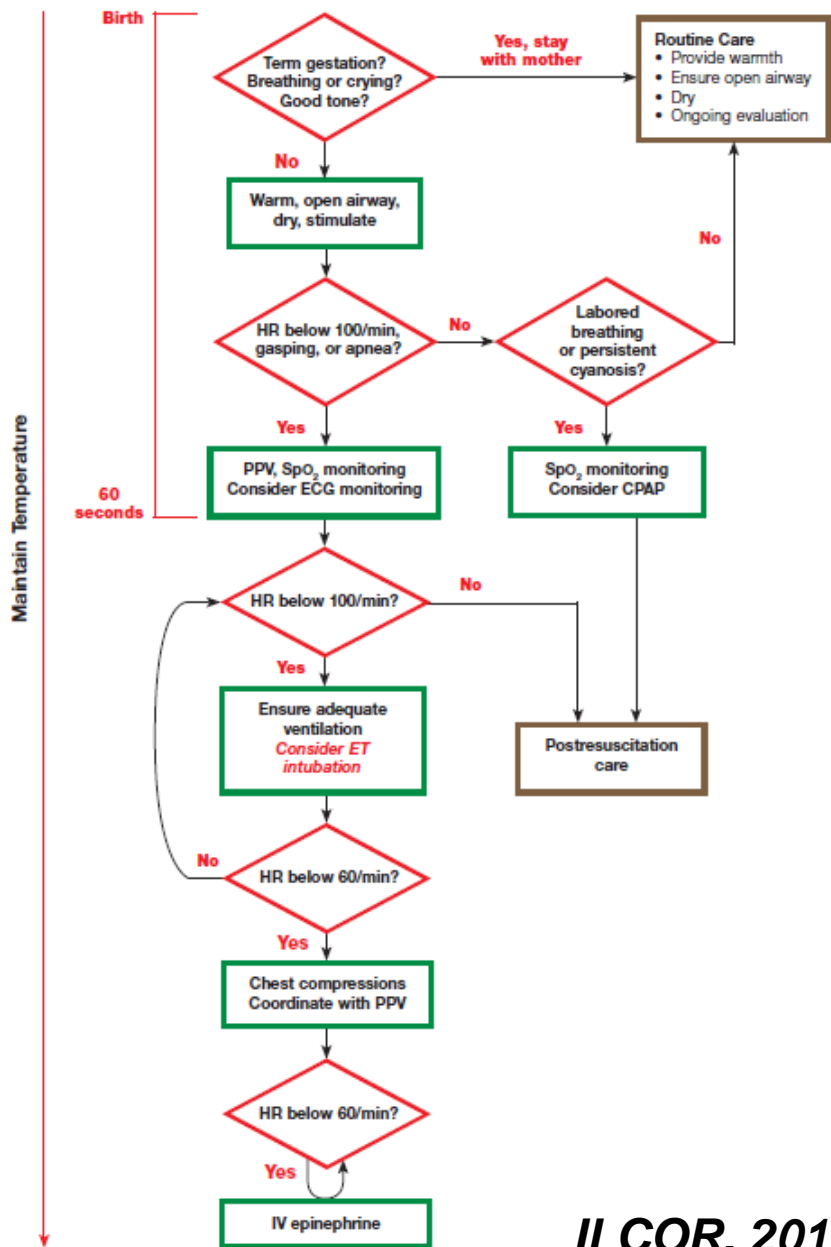 Birth
Term gestation?
Breathing or crying?
Good tone?
Yes, stay
with mother
Routine Care
• Provide warmth
• Ensure open airway
• Dry
• Ongoing evaluation
No
Warm, open airway,
dry, stimulate
No
HR below 100/min,
gasping, or apnea?
No
Labored
breathing
or persistent
cyanosis?
Yes
Yes
PPV, SpO₂ monitoring
Consider ECG monitoring
SpO₂ monitoring
Consider CPAP
60
seconds
Maintain Temperature
HR below 100/min?
No
Yes
Ensure adequate
ventilation
Consider ET
intubation
Postresuscitation
care
No
HR below 60/min?
Yes
Chest compressions
Coordinate with PPV
HR below 60/min?
Yes
IV epinephrine
ILCOR, 201